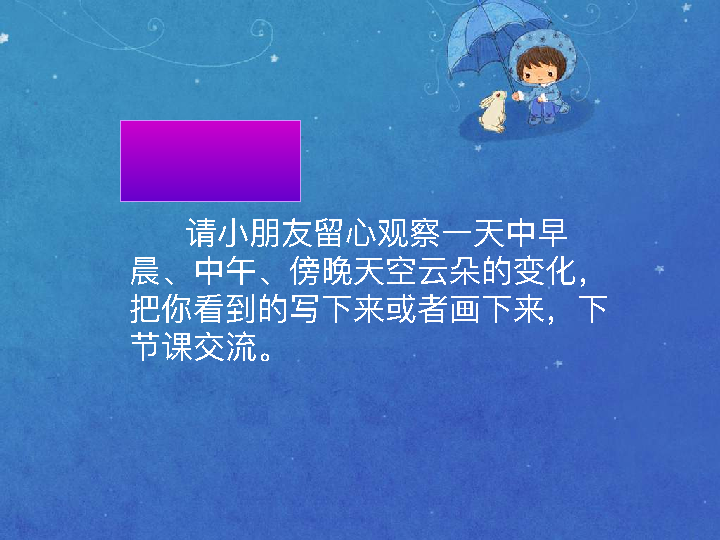 请小朋友留心观察一天中早
晨、中午、傍晚天空云朵的变化，
把你看到的写下来或者画下来，下
节课交流。